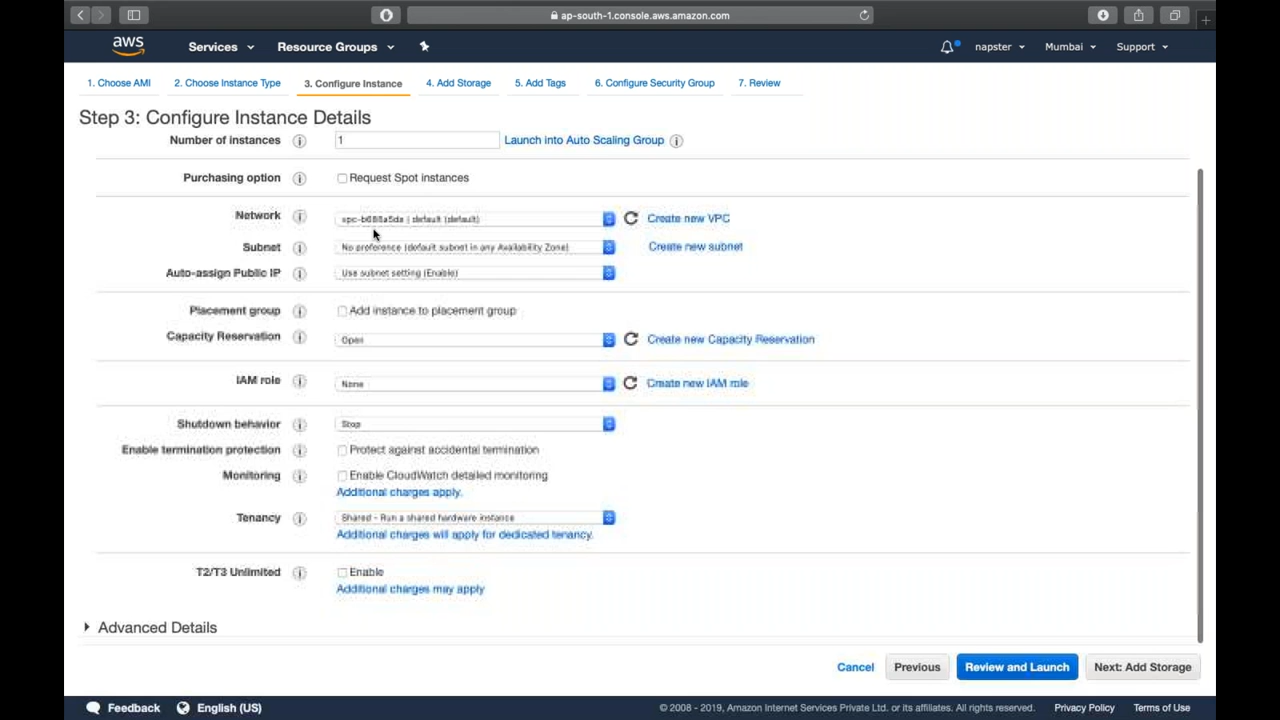 ap-south-1.console.aws.amazon.com
aws Services Resource Groups napster Mumbai Support
1. Choose AMI 2. Choose Instance Type 3. Configure Instance 4. Add Storage 5. Add Tags 6. Configure Security Group 7. Review
Step 3: Configure Instance Details
Number of instances 1 Launch into Auto Scaling Group
Purchasing option Request Spot instances
Network (default) Create new VPC
Subnet No preference (default subnet in any Availability Zone) Create new subnet
Auto-assign Public IP Use subnet setting (Enable)
Placement group Add instance to placement group
Capacity Reservation Open Create new Capacity Reservation
IAM role None Create new IAM role
Shutdown behavior Stop
Enable termination protection Protect against accidental termination
Monitoring Enable CloudWatch detailed monitoring
Additional charges apply.
Tenancy Shared - Run a shared hardware instance
Additional charges will apply for dedicated tenancy.
T2/T3 Unlimited Enable
Additional charges may apply
Advanced Details
Cancel Previous Review and Launch Next: Add Storage
Feedback English (US) © 2008 - 2019, Amazon Internet Services Private Ltd. or its affiliates. All rights reserved. Privacy Policy Terms of Use